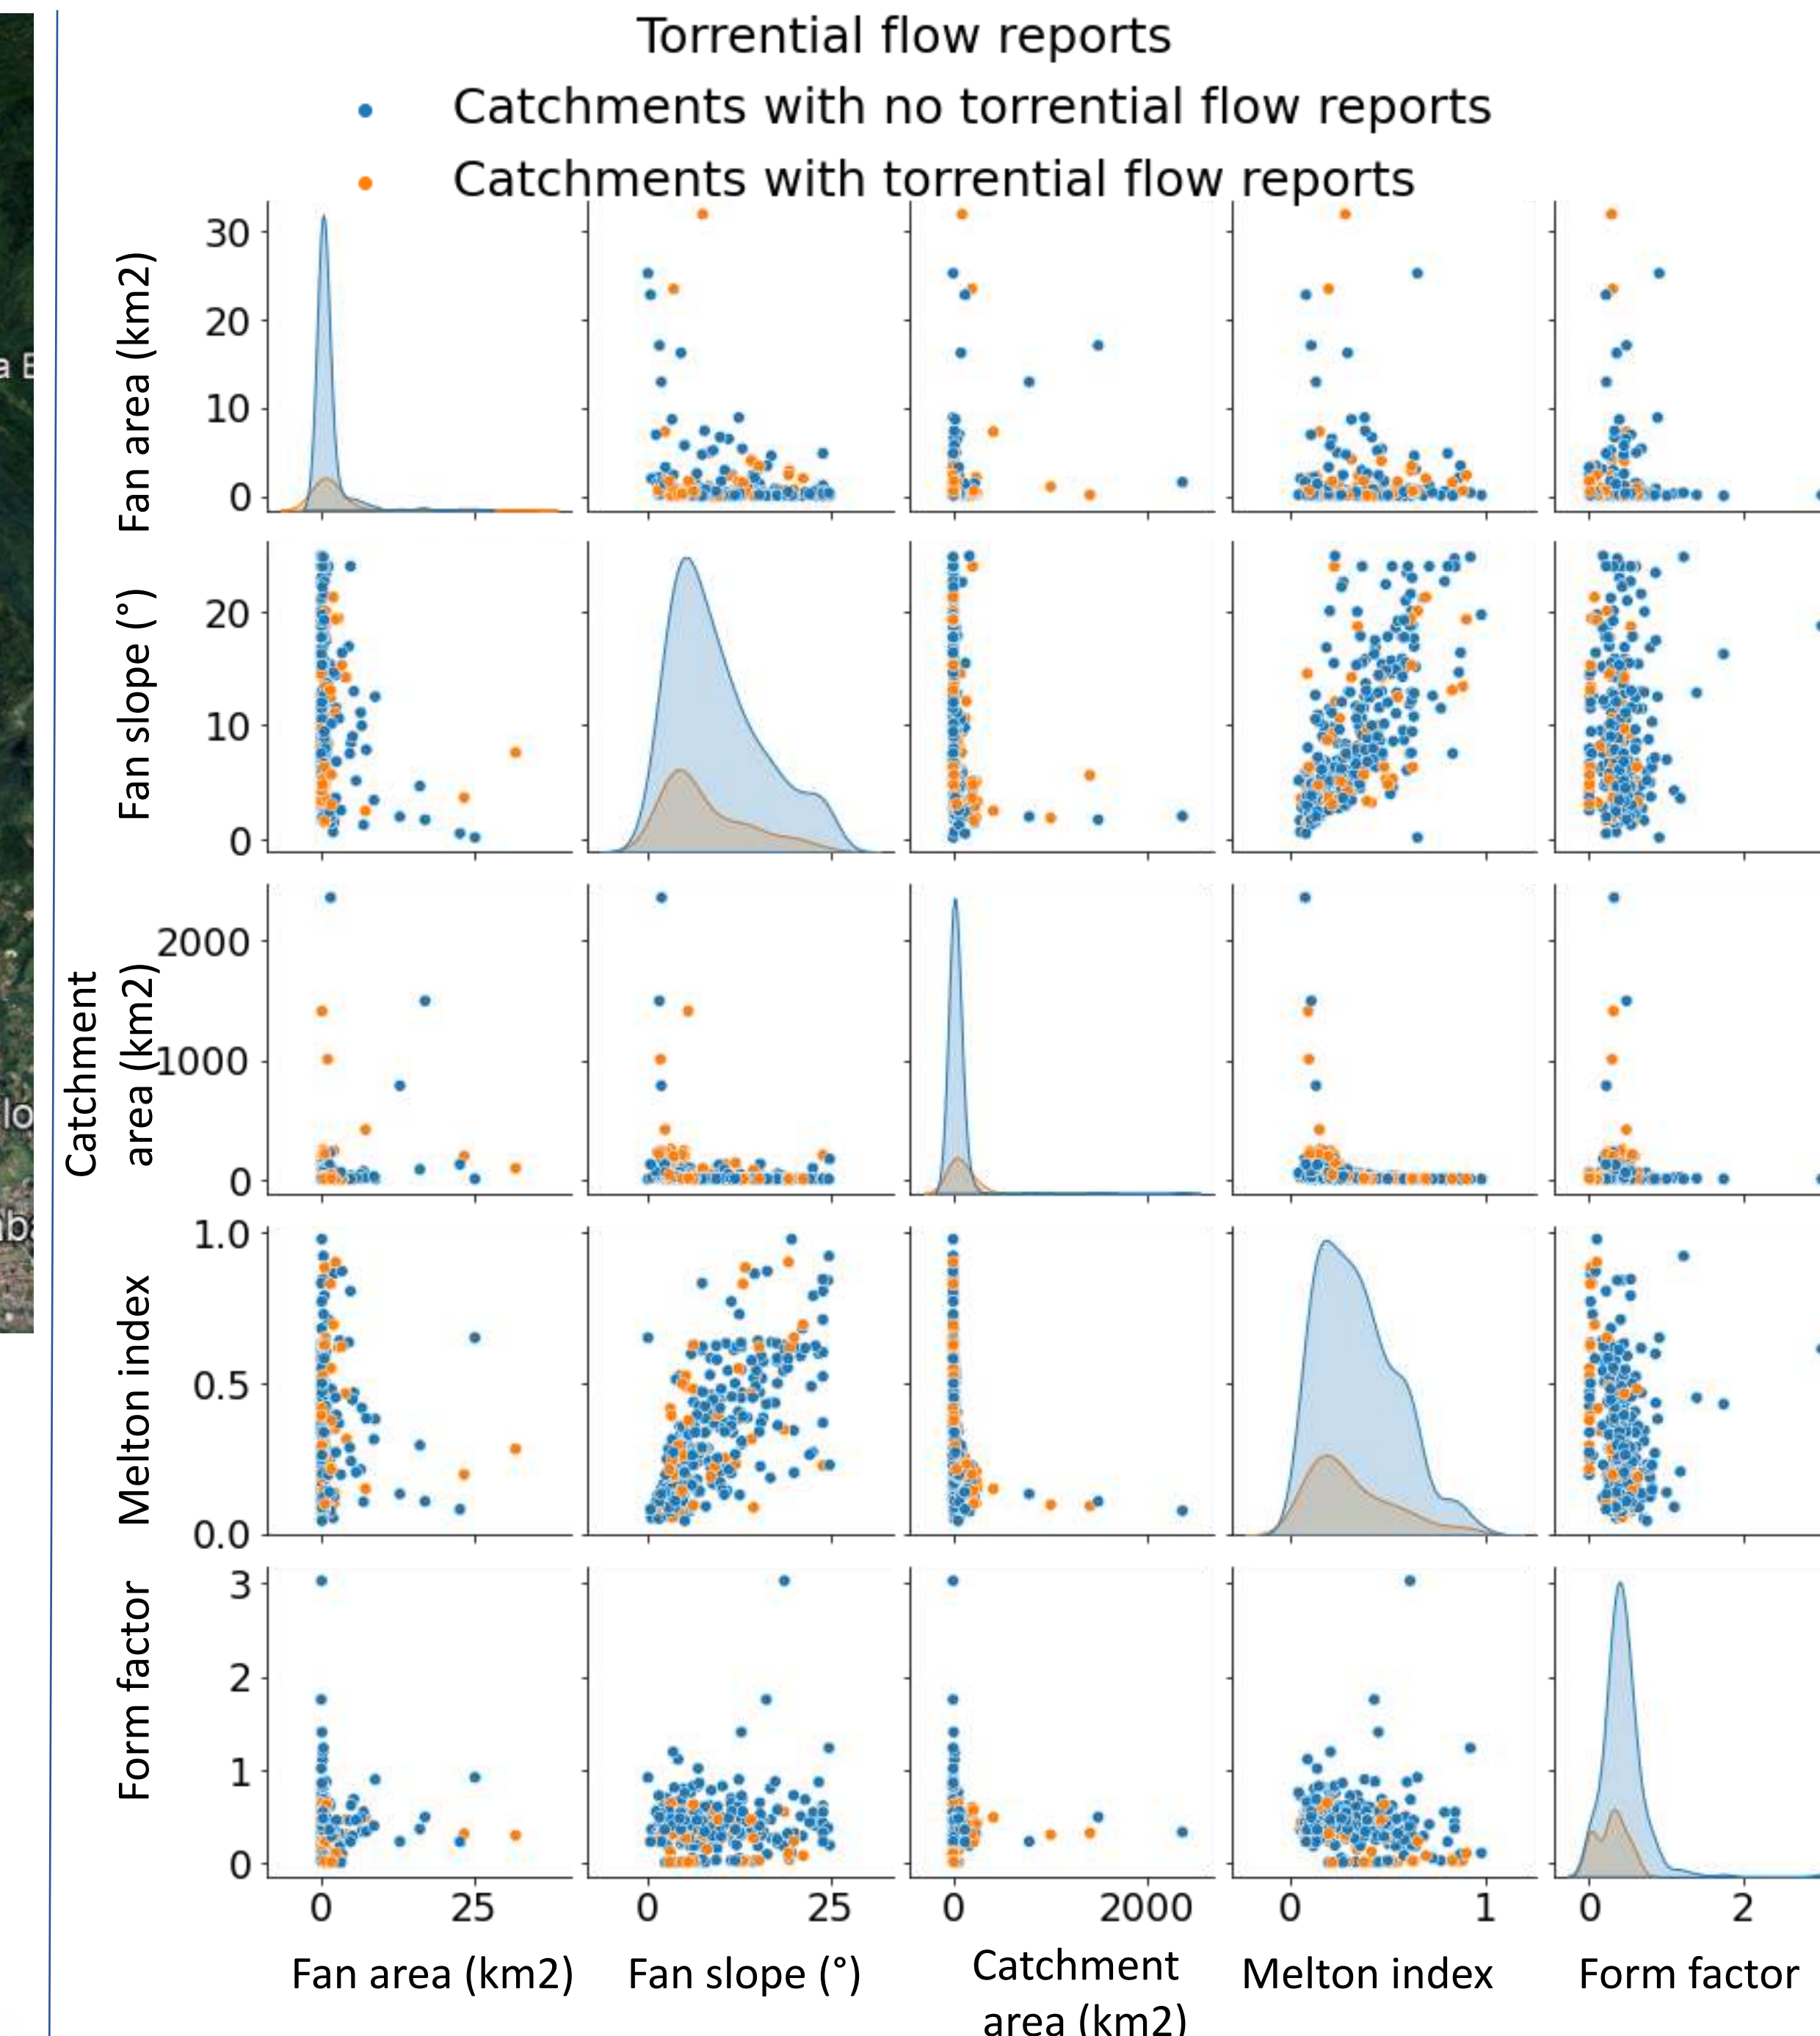 Torrential flow reports
Catchments with no torrential flow reports
Catchments with torrential flow reports
Fan area (km2)
30
20
10
0
Fan slope (°)
20
10
0
Catchment
area (km2)
2000
1000
0
Melton index
1.0
0.5
0.0
Form factor
3
2
1
0
0 25 0 25 0 2000 0 1 0 2
Fan area (km2) Fan slope (°) Catchment area (km2) Melton index Form factor
a E
lo
aba